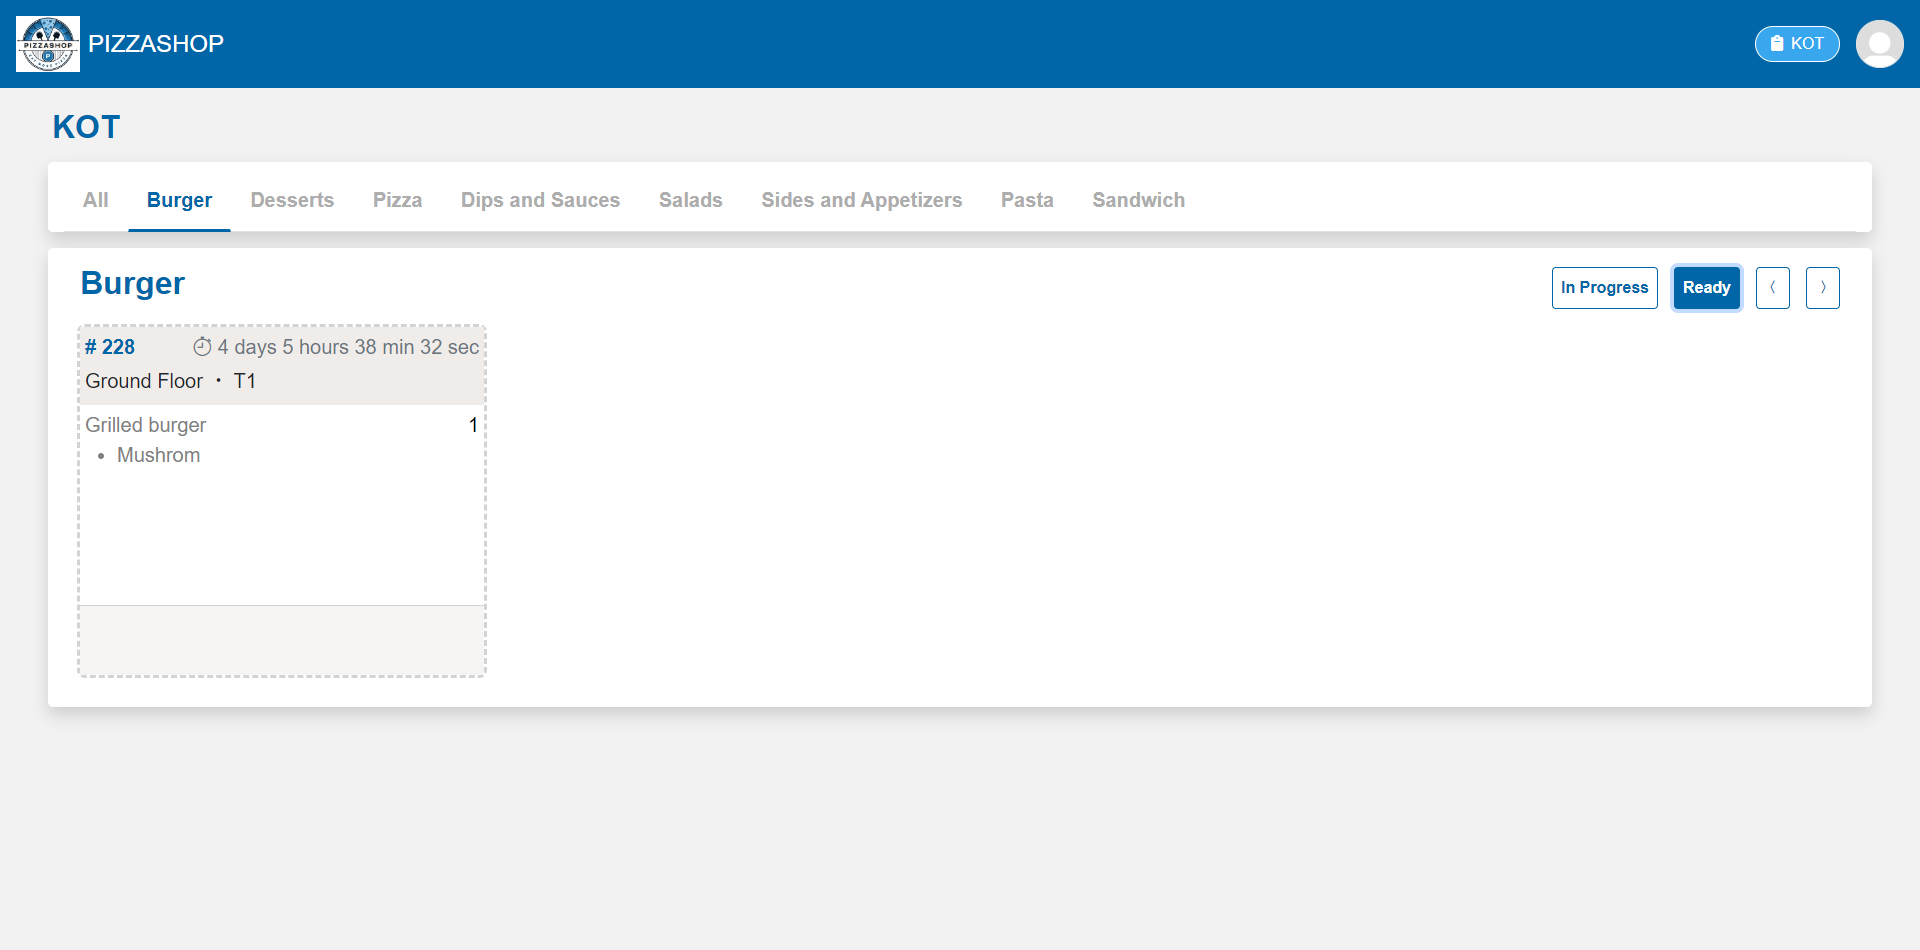 PIZZASHOP
PIZZASHOP
KOT
KOT
All Burger Desserts Pizza Dips and Sauces Salads Sides and Appetizers Pasta Sandwich
Burger
In Progress Ready 〈 〉
# 228 4 days 5 hours 38 min 32 sec
Ground Floor • T1
Grilled burger 1
• Mushrom